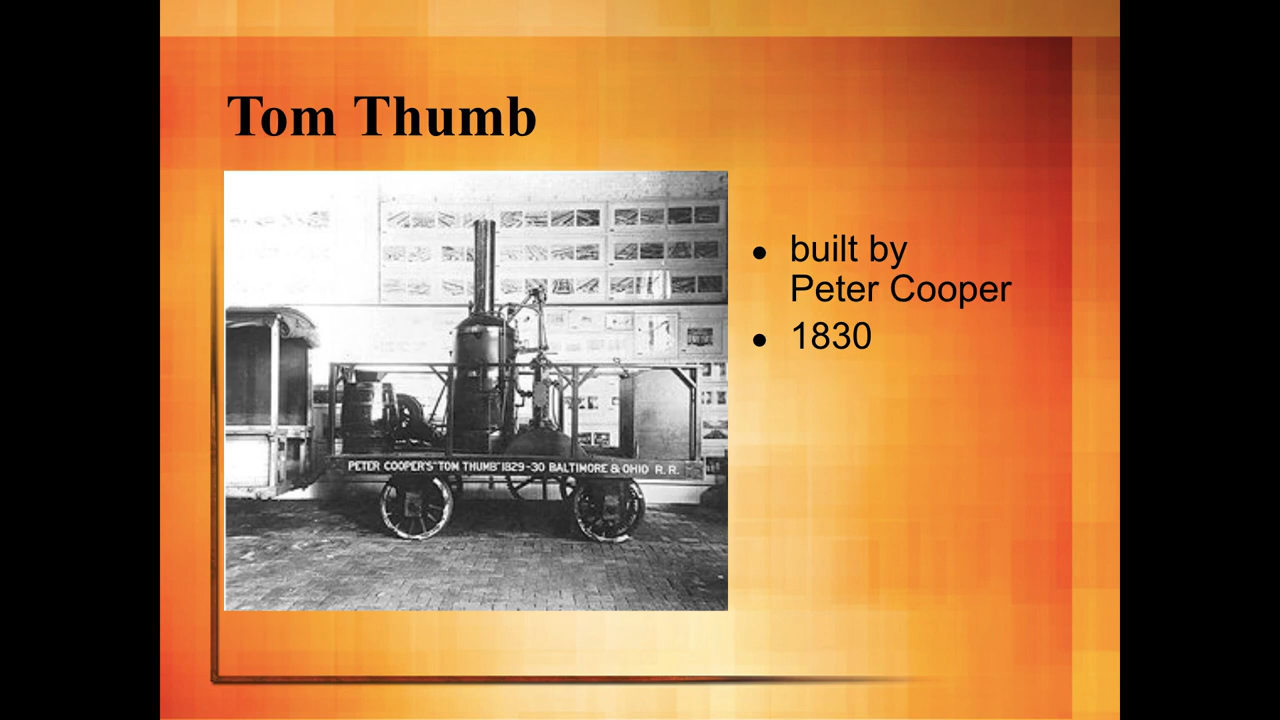 Tom Thumb
PETER COOPER'S "TOM THUMB" 1829-30 BALTIMORE & OHIO R.R.
• built by
Peter Cooper
• 1830